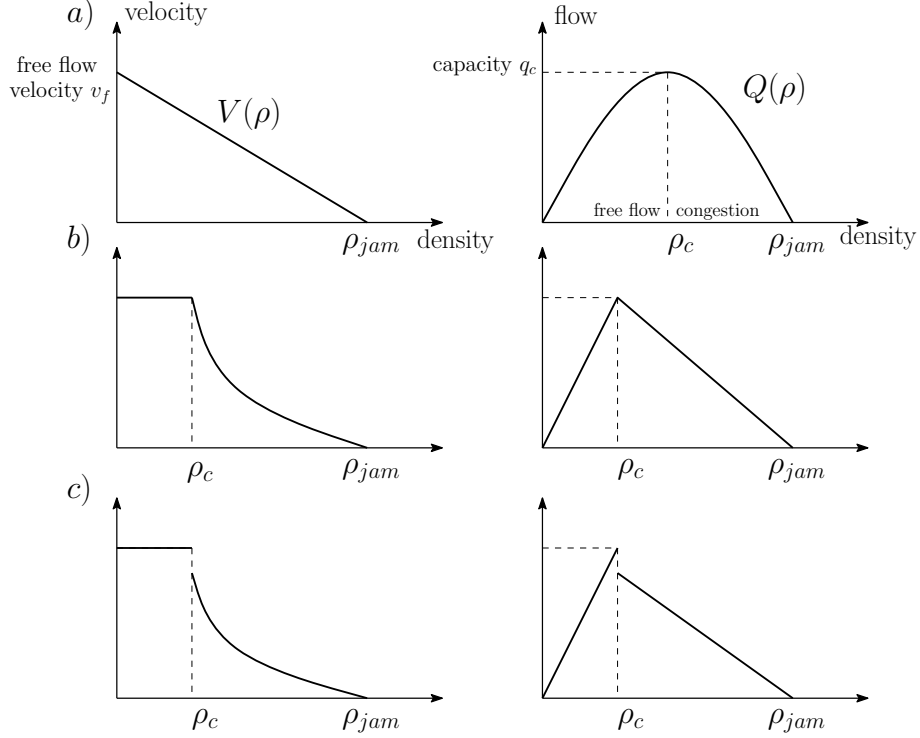 a)
velocity
free flow
velocity v_f
V(ρ)
ρ_jam
density
flow
capacity q_c
Q(ρ)
free flow
congestion
ρ_c
ρ_jam
density
b)
ρ_c
ρ_jam
ρ_c
ρ_jam
c)
ρ_c
ρ_jam
ρ_c
ρ_jam